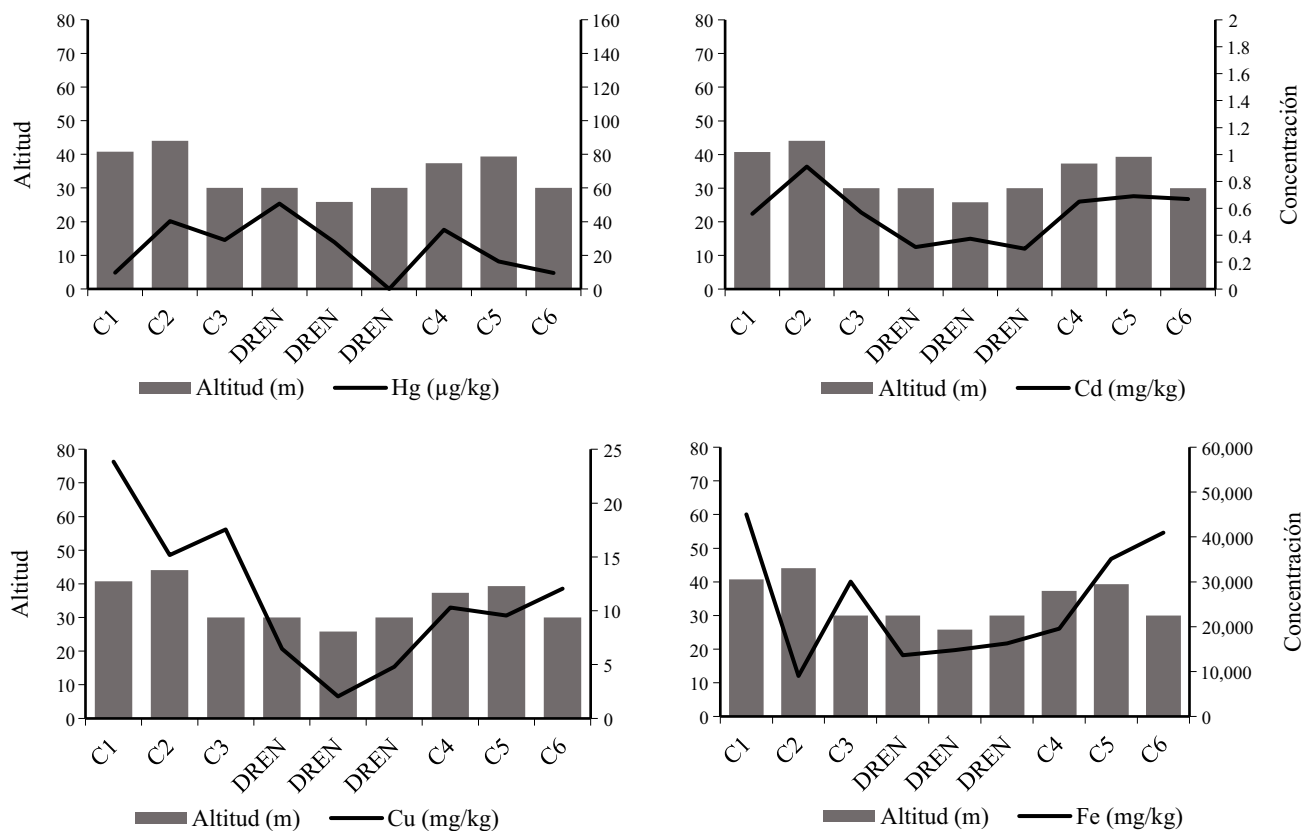 80
70
60
50
40
30
20
10
0
Altitud
160
140
120
100
80
60
40
20
0
C1
C2
C3
DREN
DREN
DREN
C4
C5
C6
Altitud (m)
Hg (µg/kg)
80
70
60
50
40
30
20
10
0
2
1.8
1.6
1.4
1.2
1
0.8
0.6
0.4
0.2
0
Concentración
C1
C2
C3
DREN
DREN
DREN
C4
C5
C6
Altitud (m)
Cd (mg/kg)
80
70
60
50
40
30
20
10
0
Altitud
25
20
15
10
5
0
C1
C2
C3
DREN
DREN
DREN
C4
C5
C6
Altitud (m)
Cu (mg/kg)
80
70
60
50
40
30
20
10
0
60,000
50,000
40,000
30,000
20,000
10,000
0
Concentración
C1
C2
C3
DREN
DREN
DREN
C4
C5
C6
Altitud (m)
Fe (mg/kg)